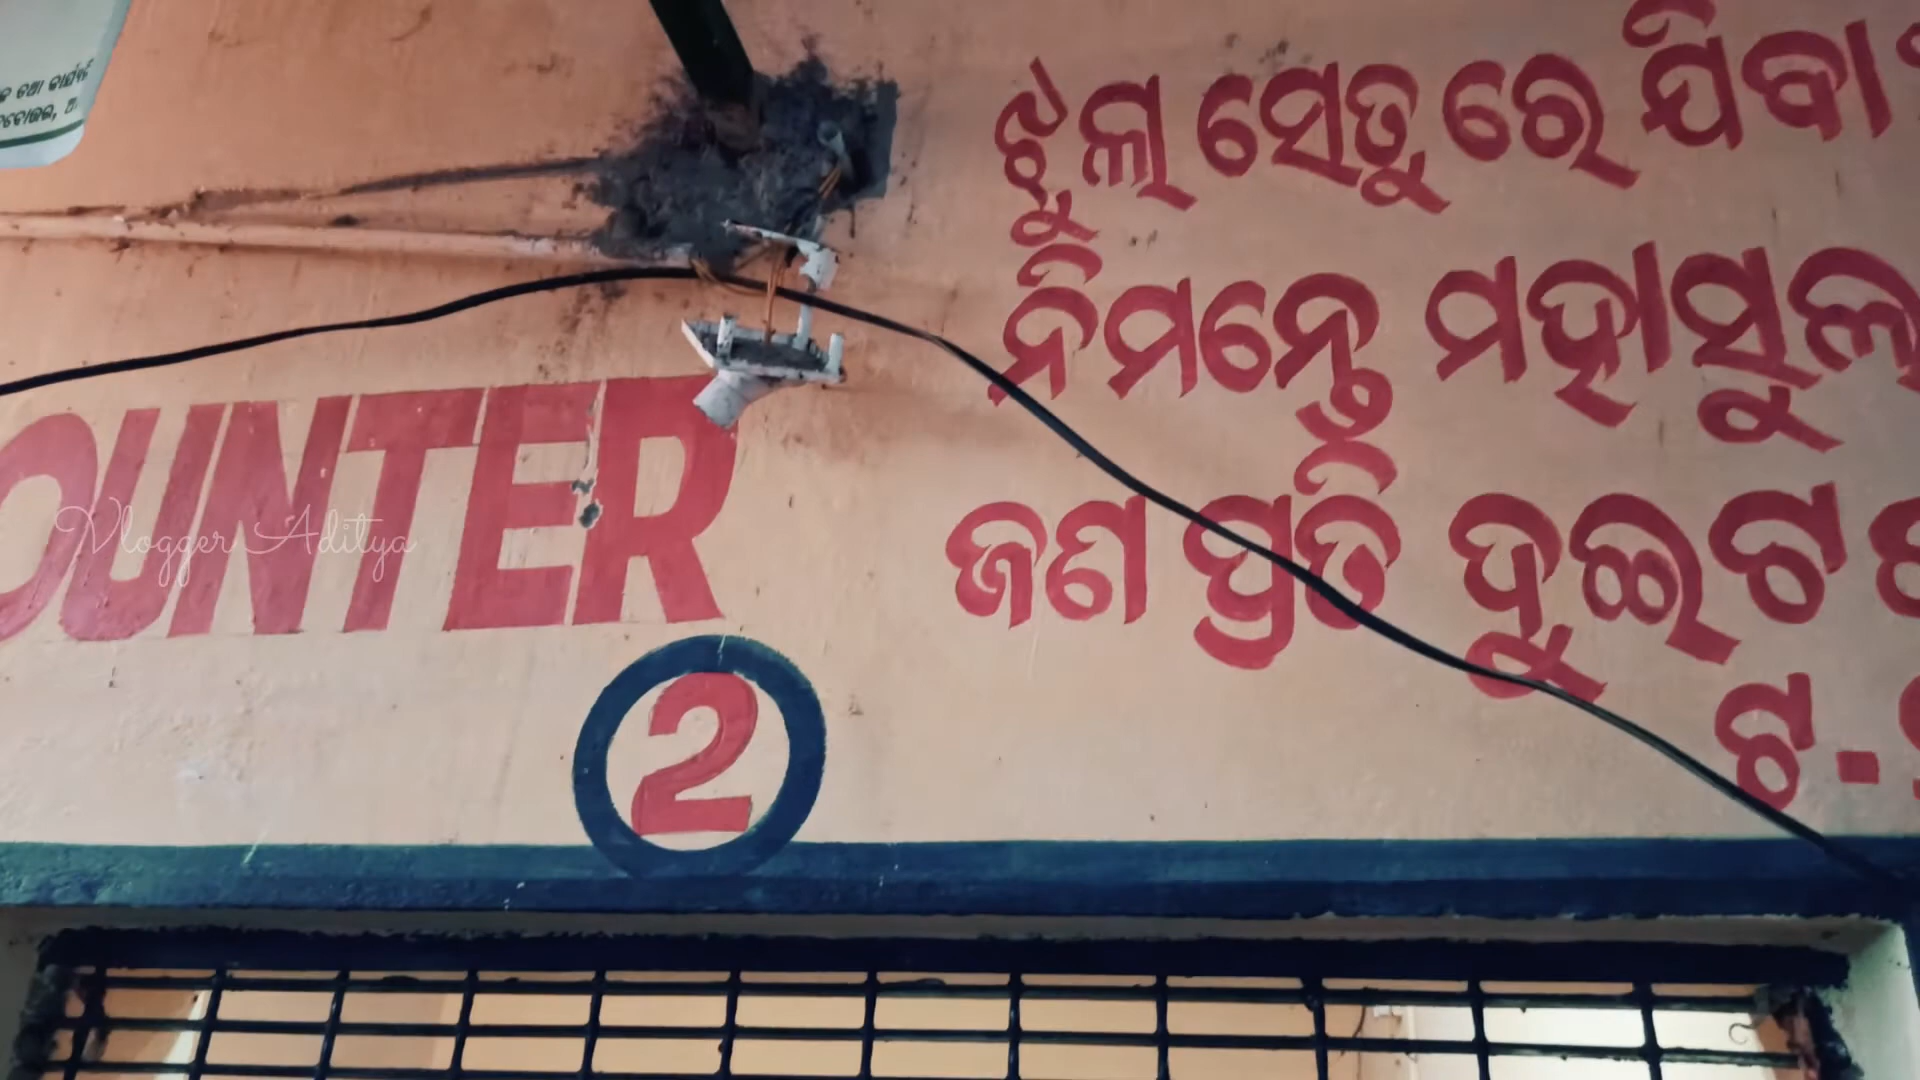 ଝୁଲା ସେତୁ ରେ ଯିବା
ନିମନ୍ତେ ମହାସୁଲ
ଜଣ ପ୍ରତି ଦୁଇଟ
ଟ.
OUNTER
2
Vlogger Aditya